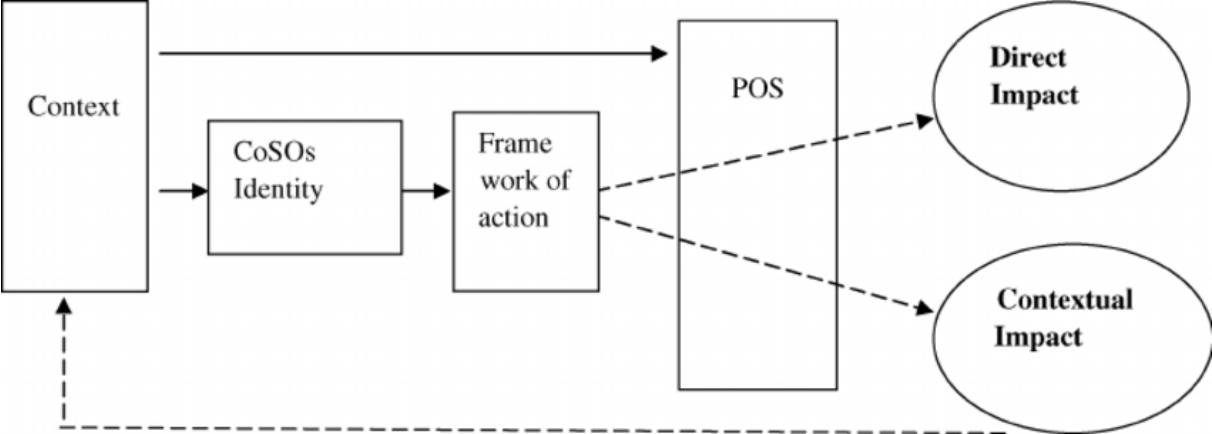 Context
CoSOs
Identity
Frame
work of
action
POS
Direct
Impact
Contextual
Impact